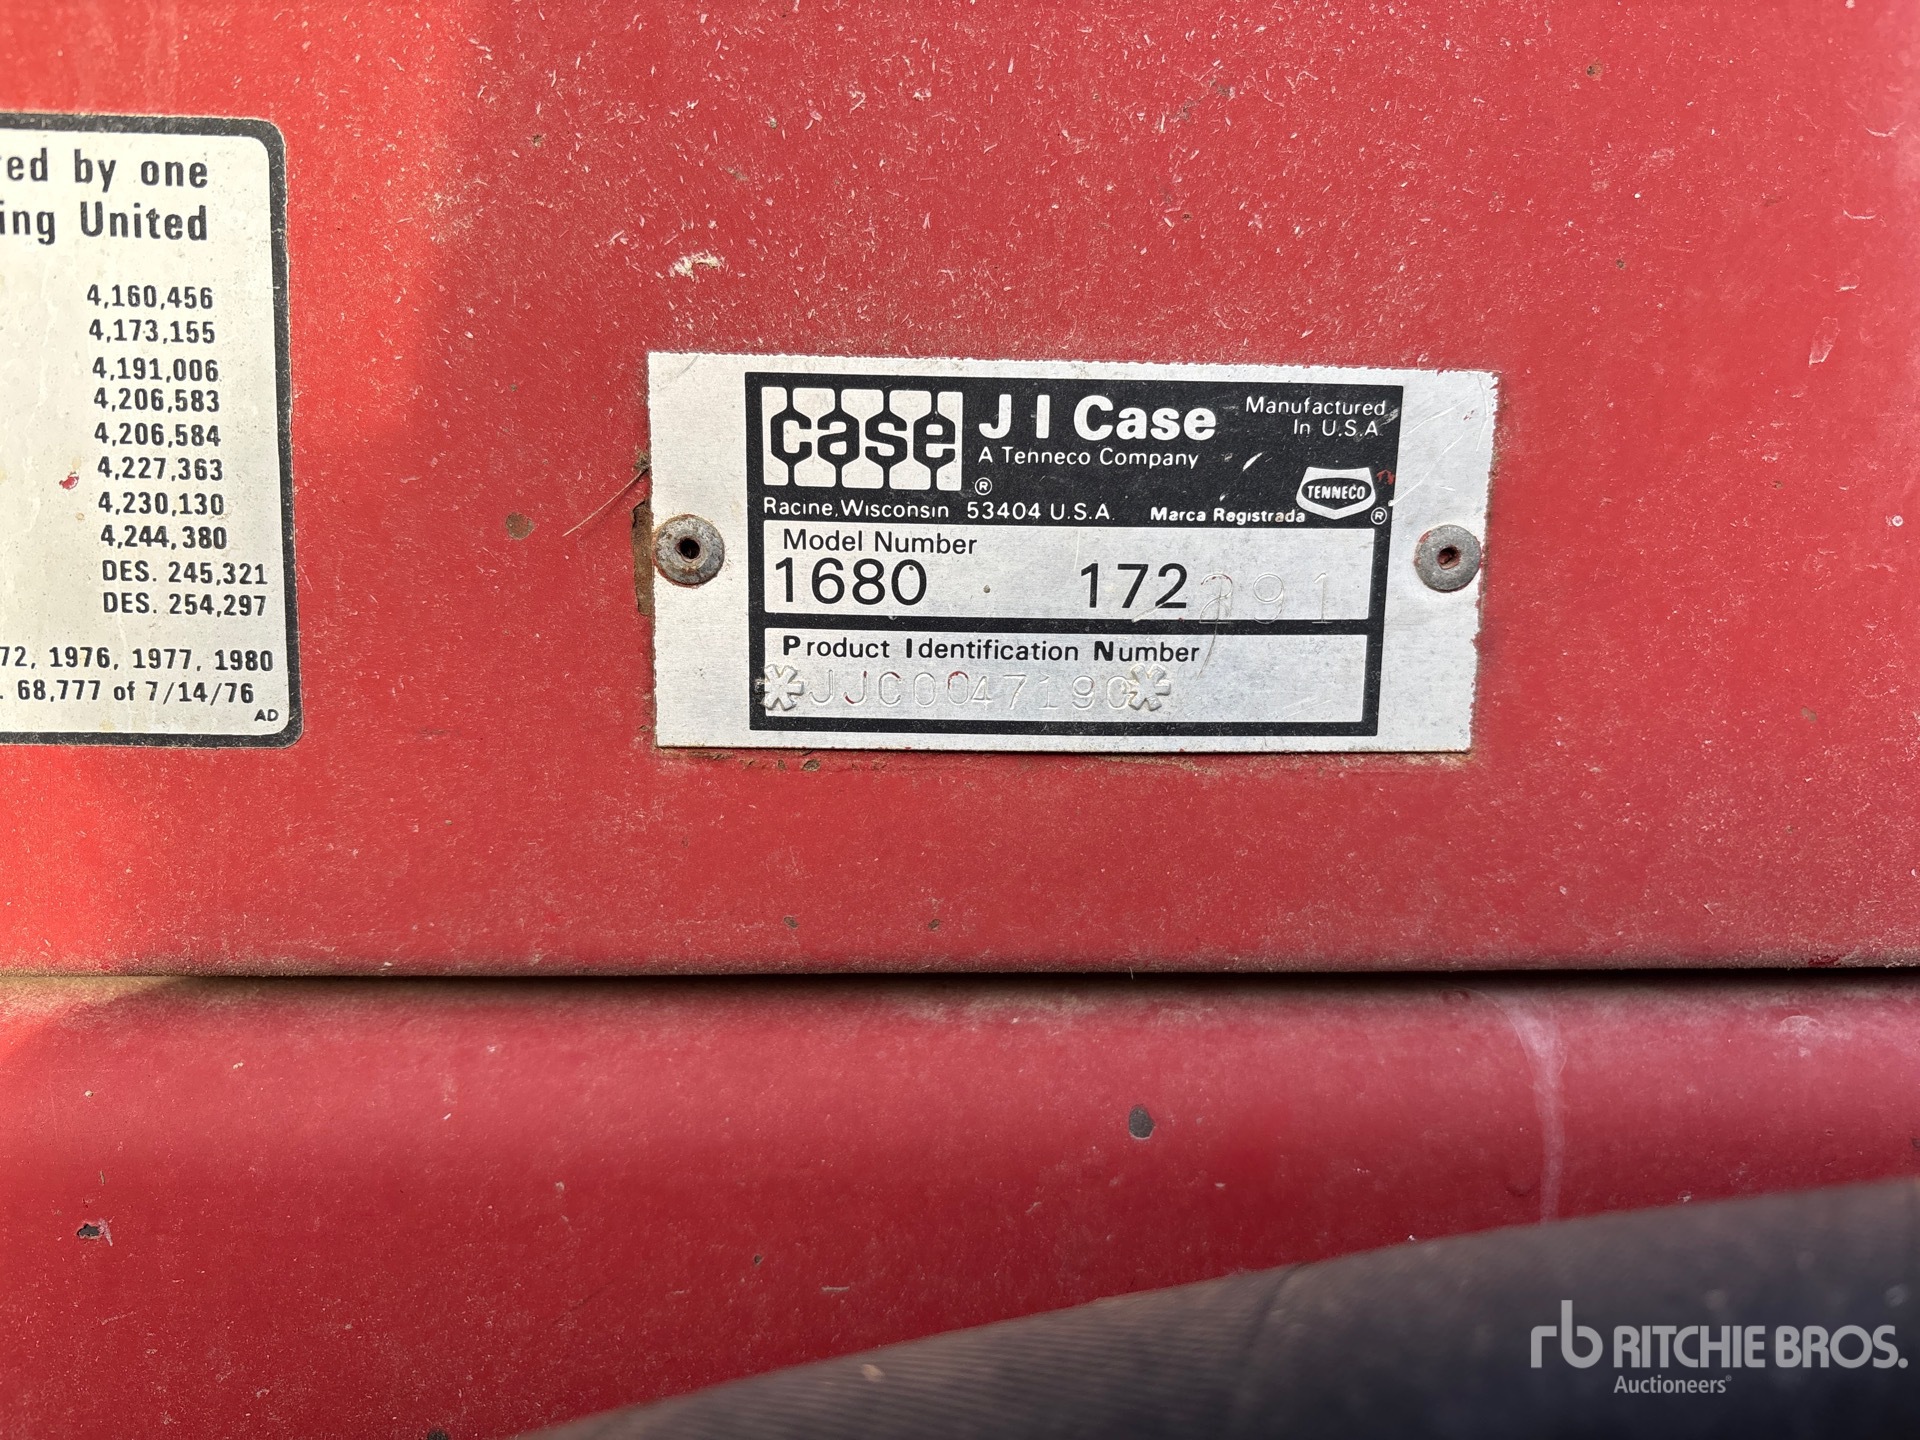 ed by one
ing United
4,160,456
4,173,155
4,191,006
4,206,583
4,206,584
4,227,363
4,230,130
4,244,380
DES. 245,321
DES. 254,297
72, 1976, 1977, 1980
. 68,777 of 7/14/76
AD
case
®
J I Case
A Tenneco Company
Manufactured
In U.S.A.
Racine, Wisconsin 53404 U.S.A.
Marca Registrada
TENNECO
®
Model Number
1680 172291
Product Identification Number
*JJC0047190*
rb RITCHIE BROS.
Auctioneers®